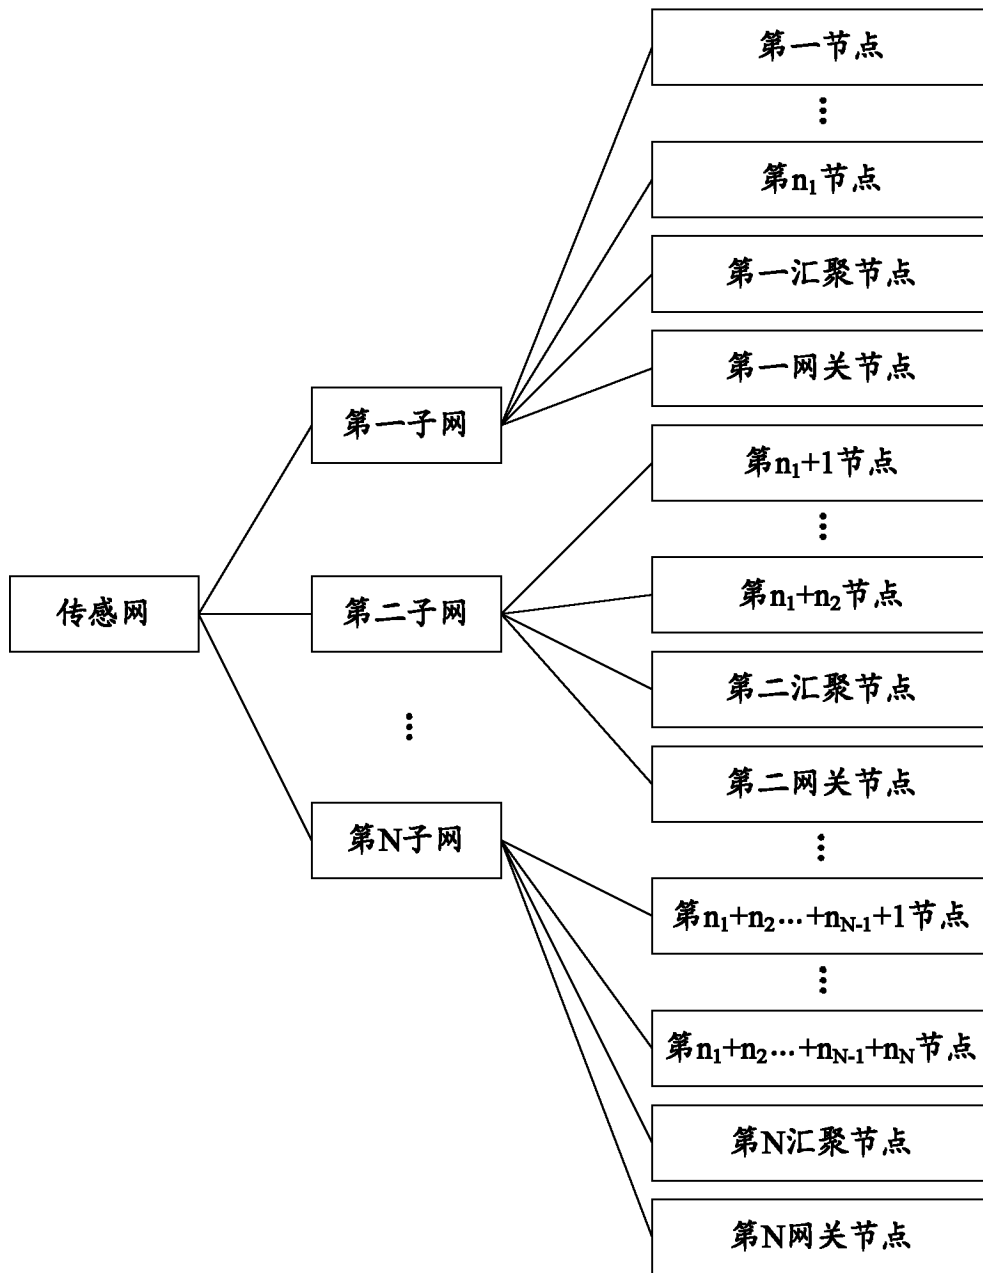 第一节点
第n₁节点
第一汇聚节点
第一网关节点
第一子网
第n₁+1节点
第n₁+n₂节点
传感网
第二子网
第二汇聚节点
第二网关节点
第N子网
第n₁+n₂...+n_N-1+1节点
第n₁+n₂...+n_N-1+n_N节点
第N汇聚节点
第N网关节点